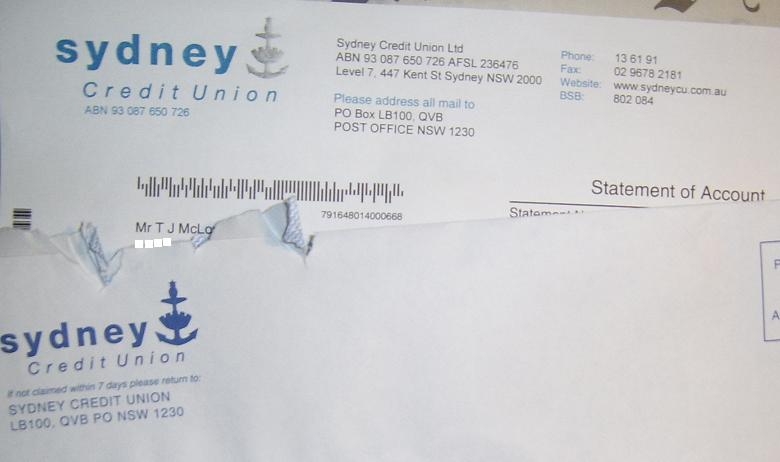 sydney
Credit Union
ABN 93 087 650 726
Sydney Credit Union Ltd
ABN 93 087 650 726 AFSL 236476
Level 7, 447 Kent St Sydney NSW 2000
Please address all mail to
PO Box LB100, QVB
POST OFFICE NSW 1230
Phone: 13 61 91
Fax: 02 9678 2181
Website: www.sydneycu.com.au
BSB: 802 084
Statement of Account
791648014000668
Mr T J McLo
sydney
Credit Union
If not claimed within 7 days please return to:
SYDNEY CREDIT UNION
LB100, QVB PO NSW 1230